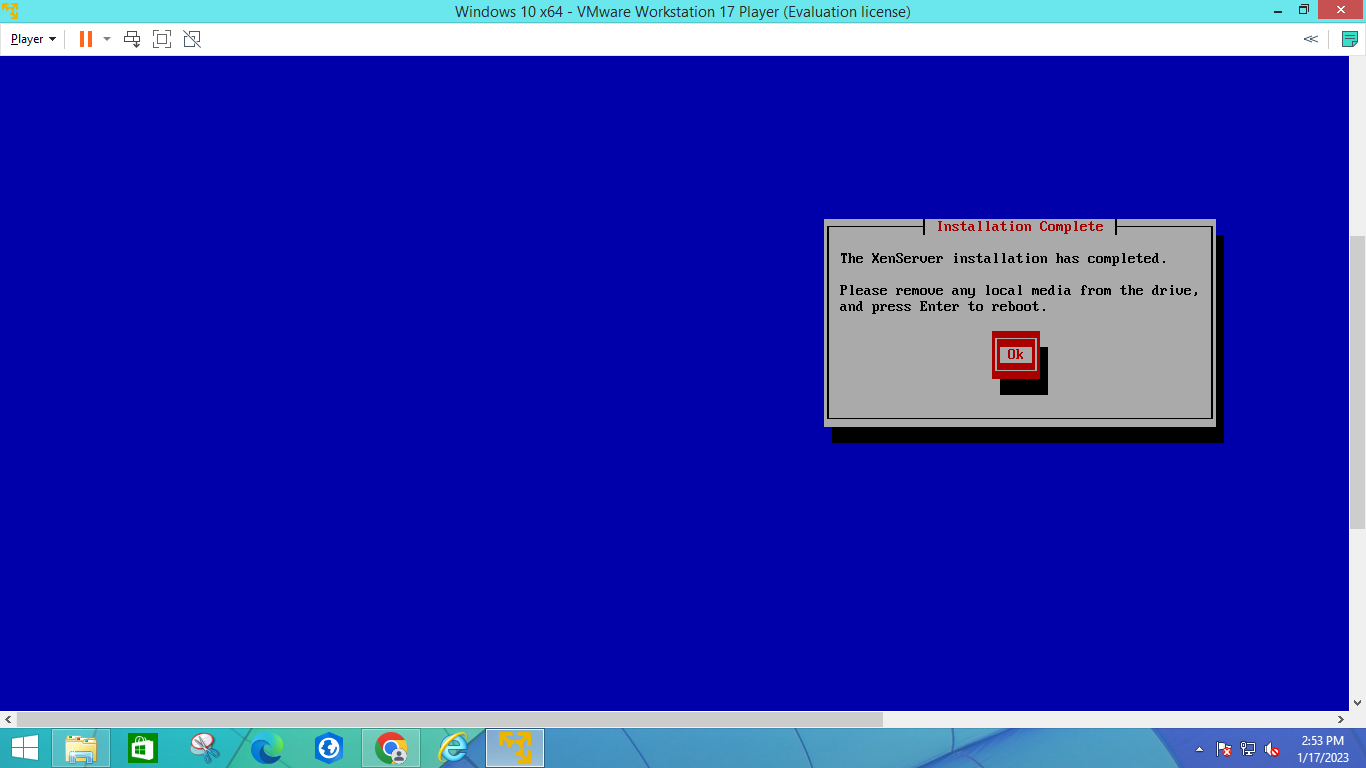 Windows 10 x64 - VMware Workstation 17 Player (Evaluation license)
Player
Installation Complete
The XenServer installation has completed.
Please remove any local media from the drive,
and press Enter to reboot.
Ok
2:53 PM
1/17/2023